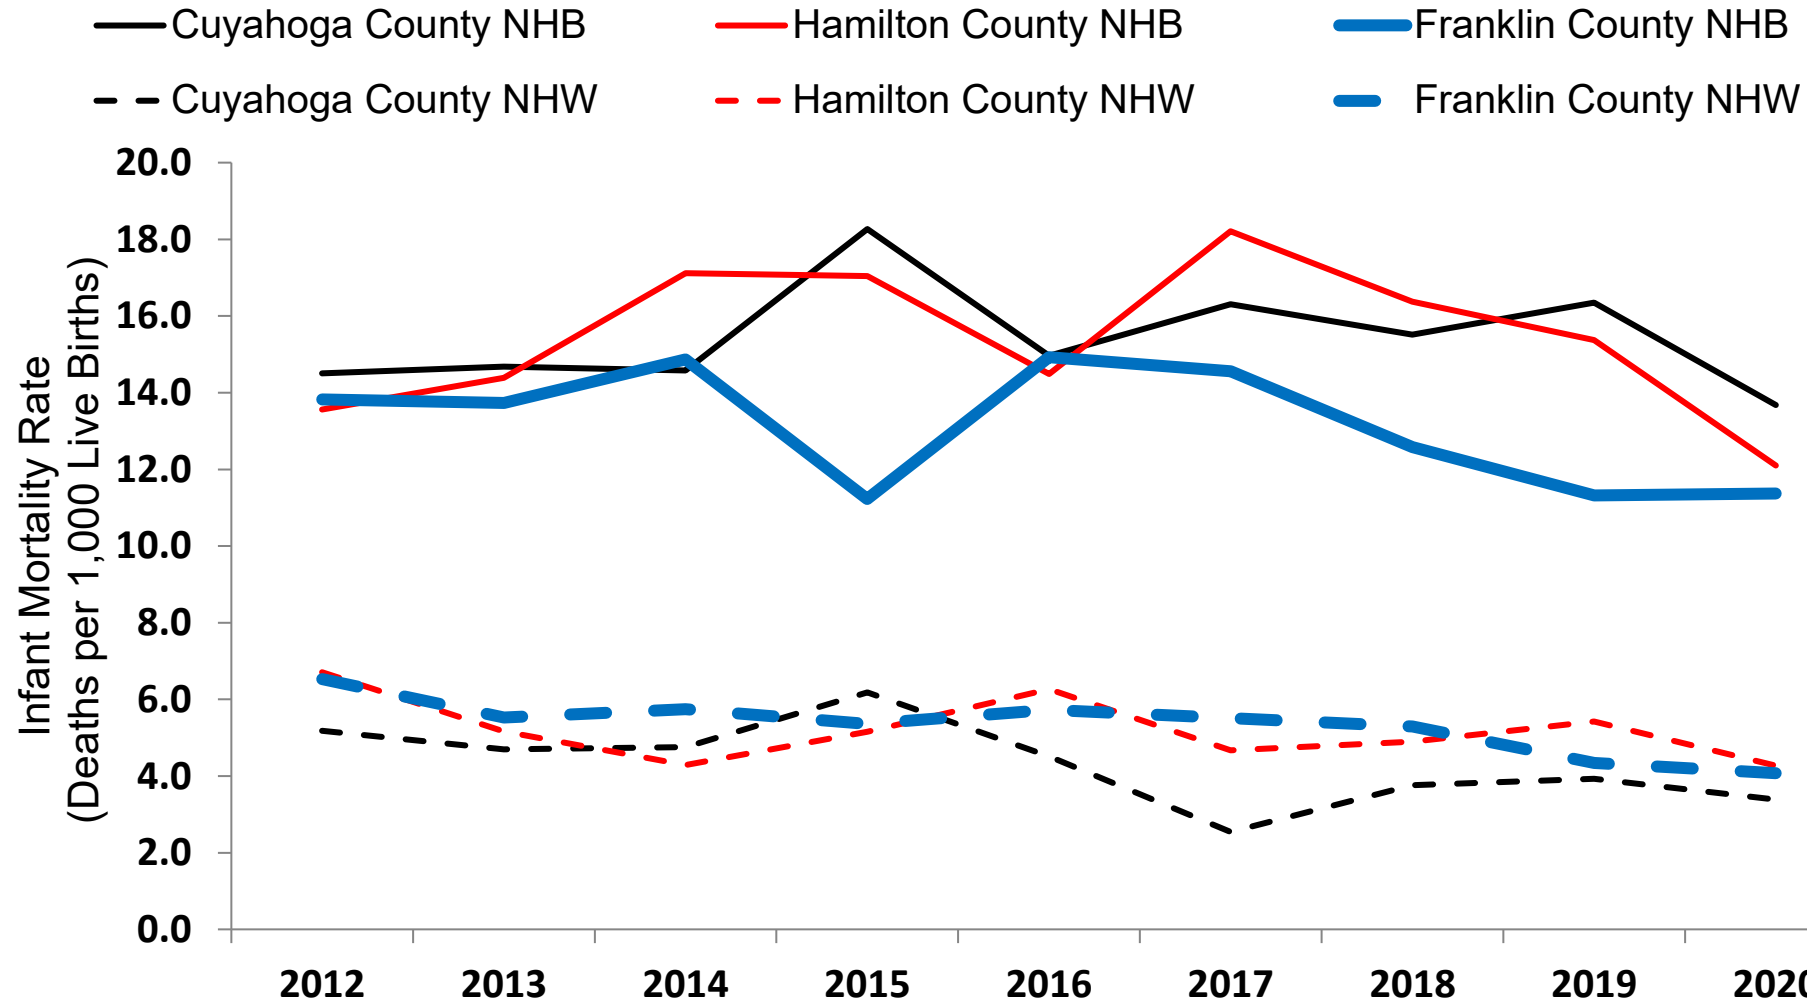 Cuyahoga County NHB
Hamilton County NHB
Franklin County NHB
Cuyahoga County NHW
Hamilton County NHW
Franklin County NHW
Infant Mortality Rate
(Deaths per 1,000 Live Births)
20.0
18.0
16.0
14.0
12.0
10.0
8.0
6.0
4.0
2.0
0.0
2012 2013 2014 2015 2016 2017 2018 2019 2020